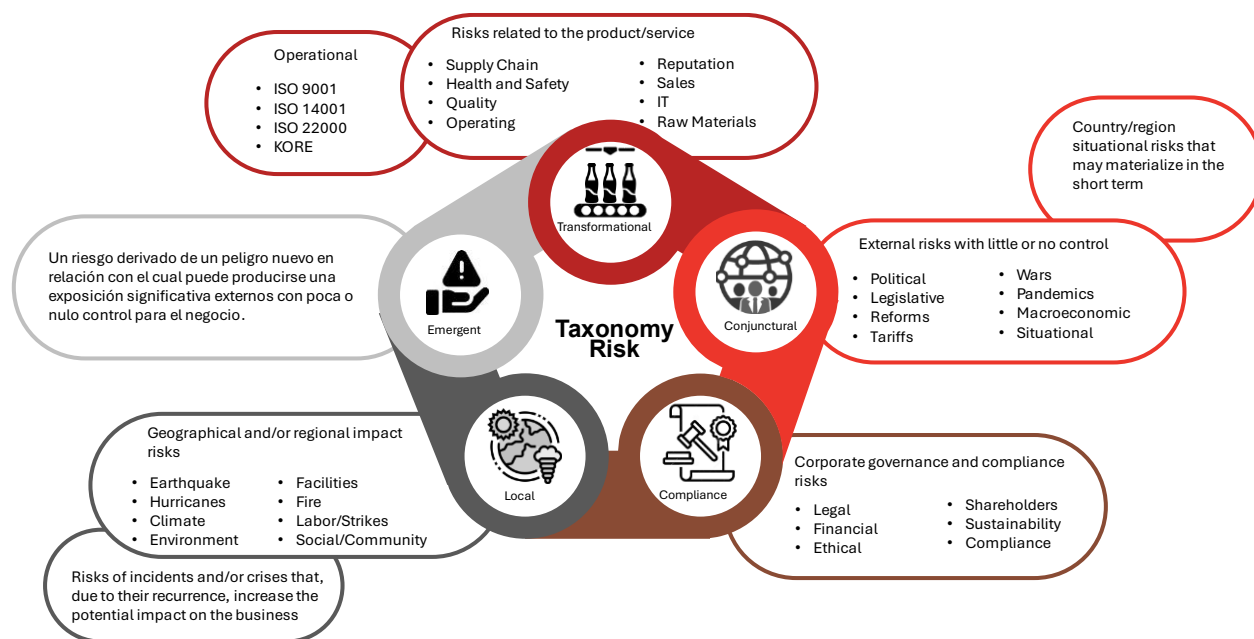 Operational
• ISO 9001
• ISO 14001
• ISO 22000
• KORE
Risks related to the product/service
• Supply Chain
• Health and Safety
• Quality
• Operating
• Reputation
• Sales
• IT
• Raw Materials
Transformational
Country/region
situational risks that
may materialize in the
short term
External risks with little or no control
• Political
• Legislative
• Reforms
• Tariffs
• Wars
• Pandemics
• Macroeconomic
• Situational
Conjunctural
Un riesgo derivado de un peligro nuevo en
relación con el cual puede producirse una
exposición significativa externos con poca o
nulo control para el negocio.
Emergent
Taxonomy
Risk
Geographical and/or regional impact
risks
• Earthquake
• Hurricanes
• Climate
• Environment
• Facilities
• Fire
• Labor/Strikes
• Social/Community
Local
Risks of incidents and/or crises that,
due to their recurrence, increase the
potential impact on the business
Compliance
Corporate governance and compliance
risks
• Legal
• Financial
• Ethical
• Shareholders
• Sustainability
• Compliance